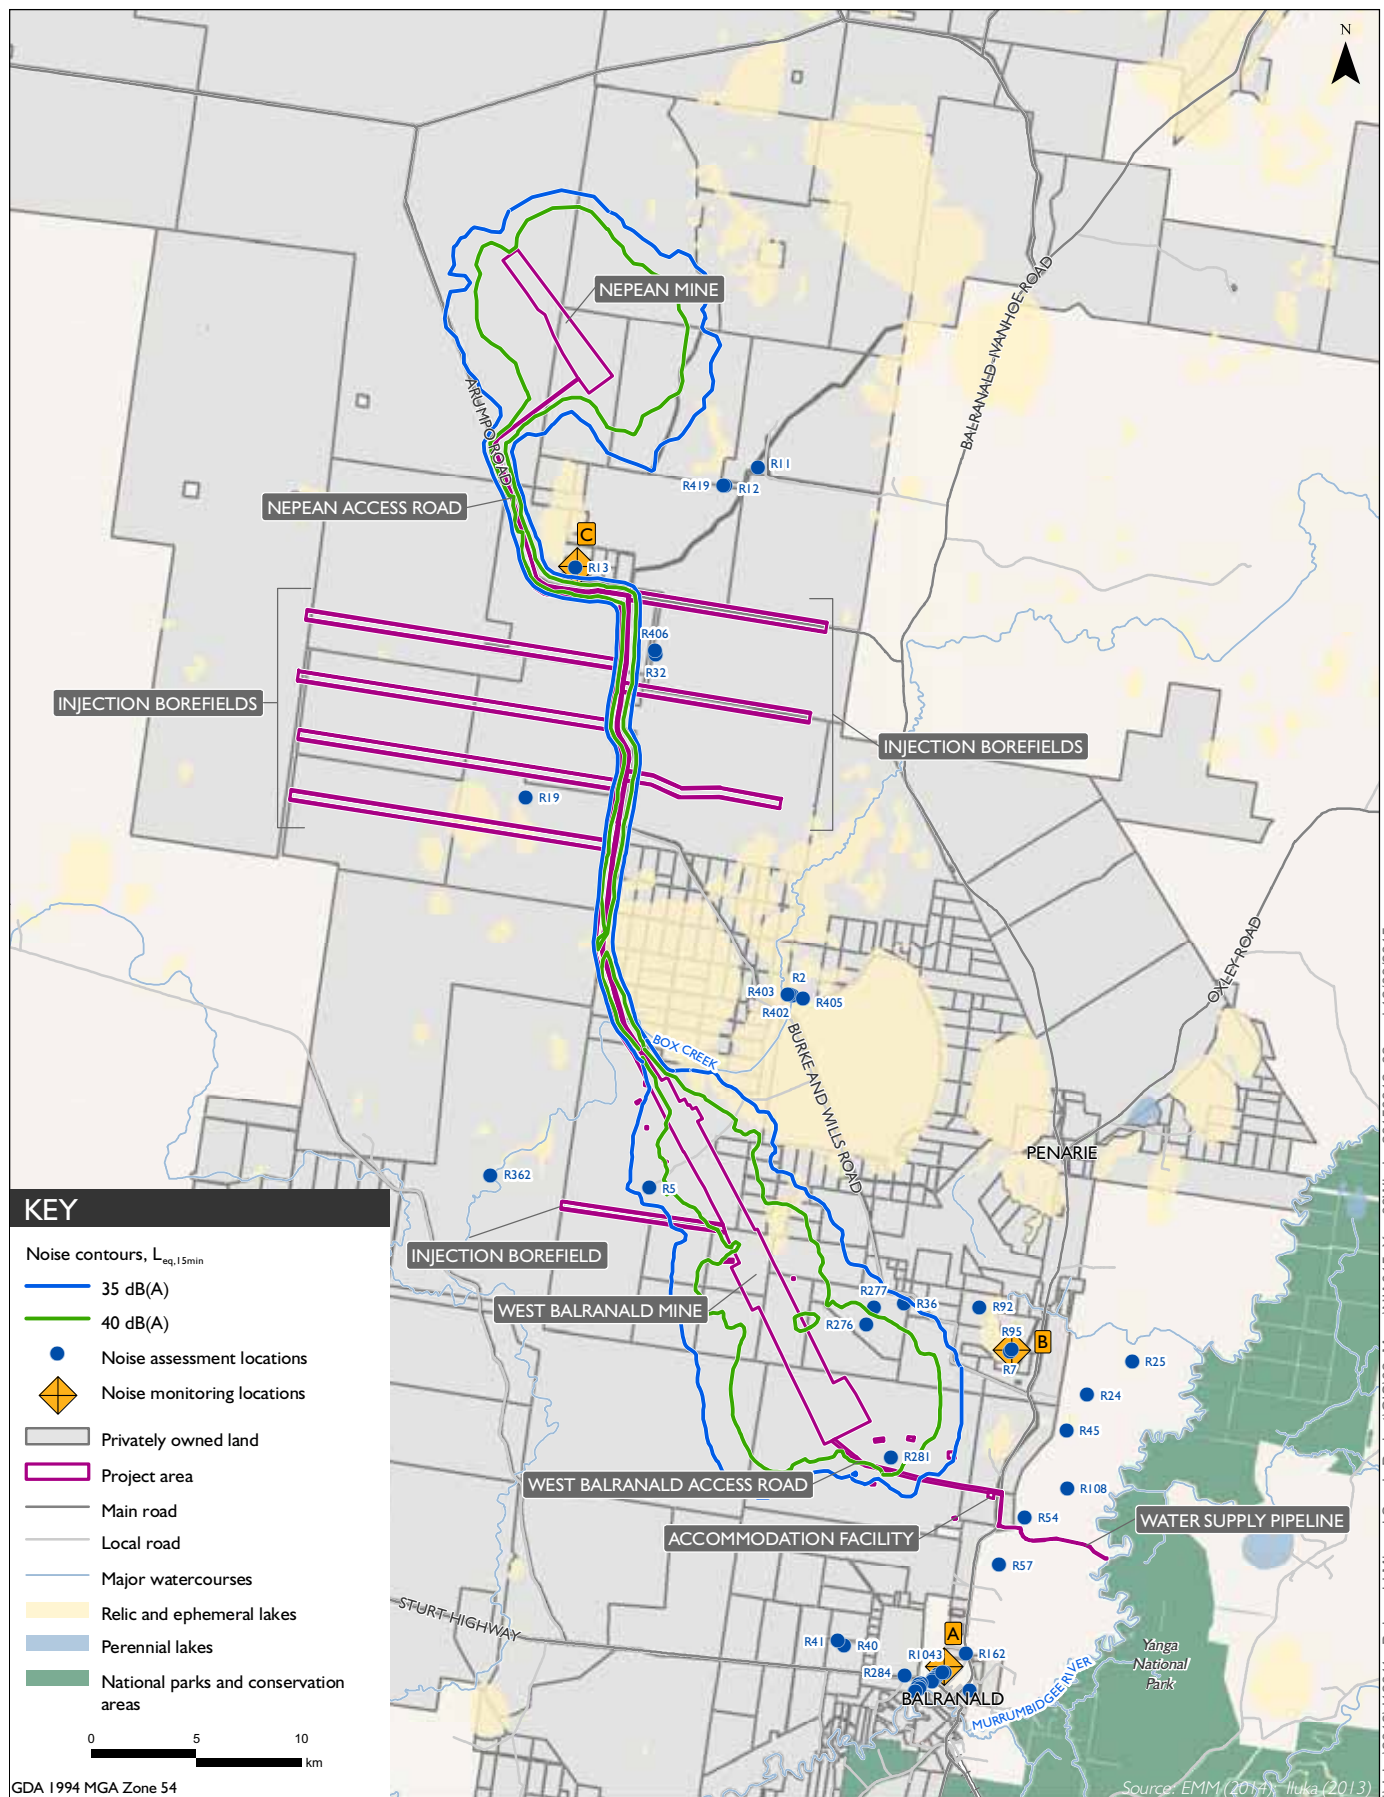 N
NEPEAN MINE
BALRANALD-IVANHOE ROAD
ARUMPO ROAD
R11
R419
R12
NEPEAN ACCESS ROAD
C
R13
R406
R32
INJECTION BOREFIELDS
INJECTION BOREFIELDS
R19
OXLEY ROAD
R2
R403
R405
R402
BOX CREEK
BURKE AND WILLS ROAD
PENARIE
R362
R5
INJECTION BOREFIELD
WEST BALRANALD MINE
R277
R36
R92
R276
R95
B
R7
R25
R24
R45
R281
WEST BALRANALD ACCESS ROAD
R108
R54
WATER SUPPLY PIPELINE
ACCOMMODATION FACILITY
R57
STURT HIGHWAY
A
R41
R40
R1043
R162
R284
BALRANALD
MURRUMBIDGEE RIVER
Yanga
National
Park
KEY
Noise contours, Leq,15min
35 dB(A)
40 dB(A)
Noise assessment locations
Noise monitoring locations
Privately owned land
Project area
Main road
Local road
Major watercourses
Relic and ephemeral lakes
Perennial lakes
National parks and conservation
areas
0 5 10
km
GDA 1994 MGA Zone 54
Source: EMM (2014); Iluka (2013)